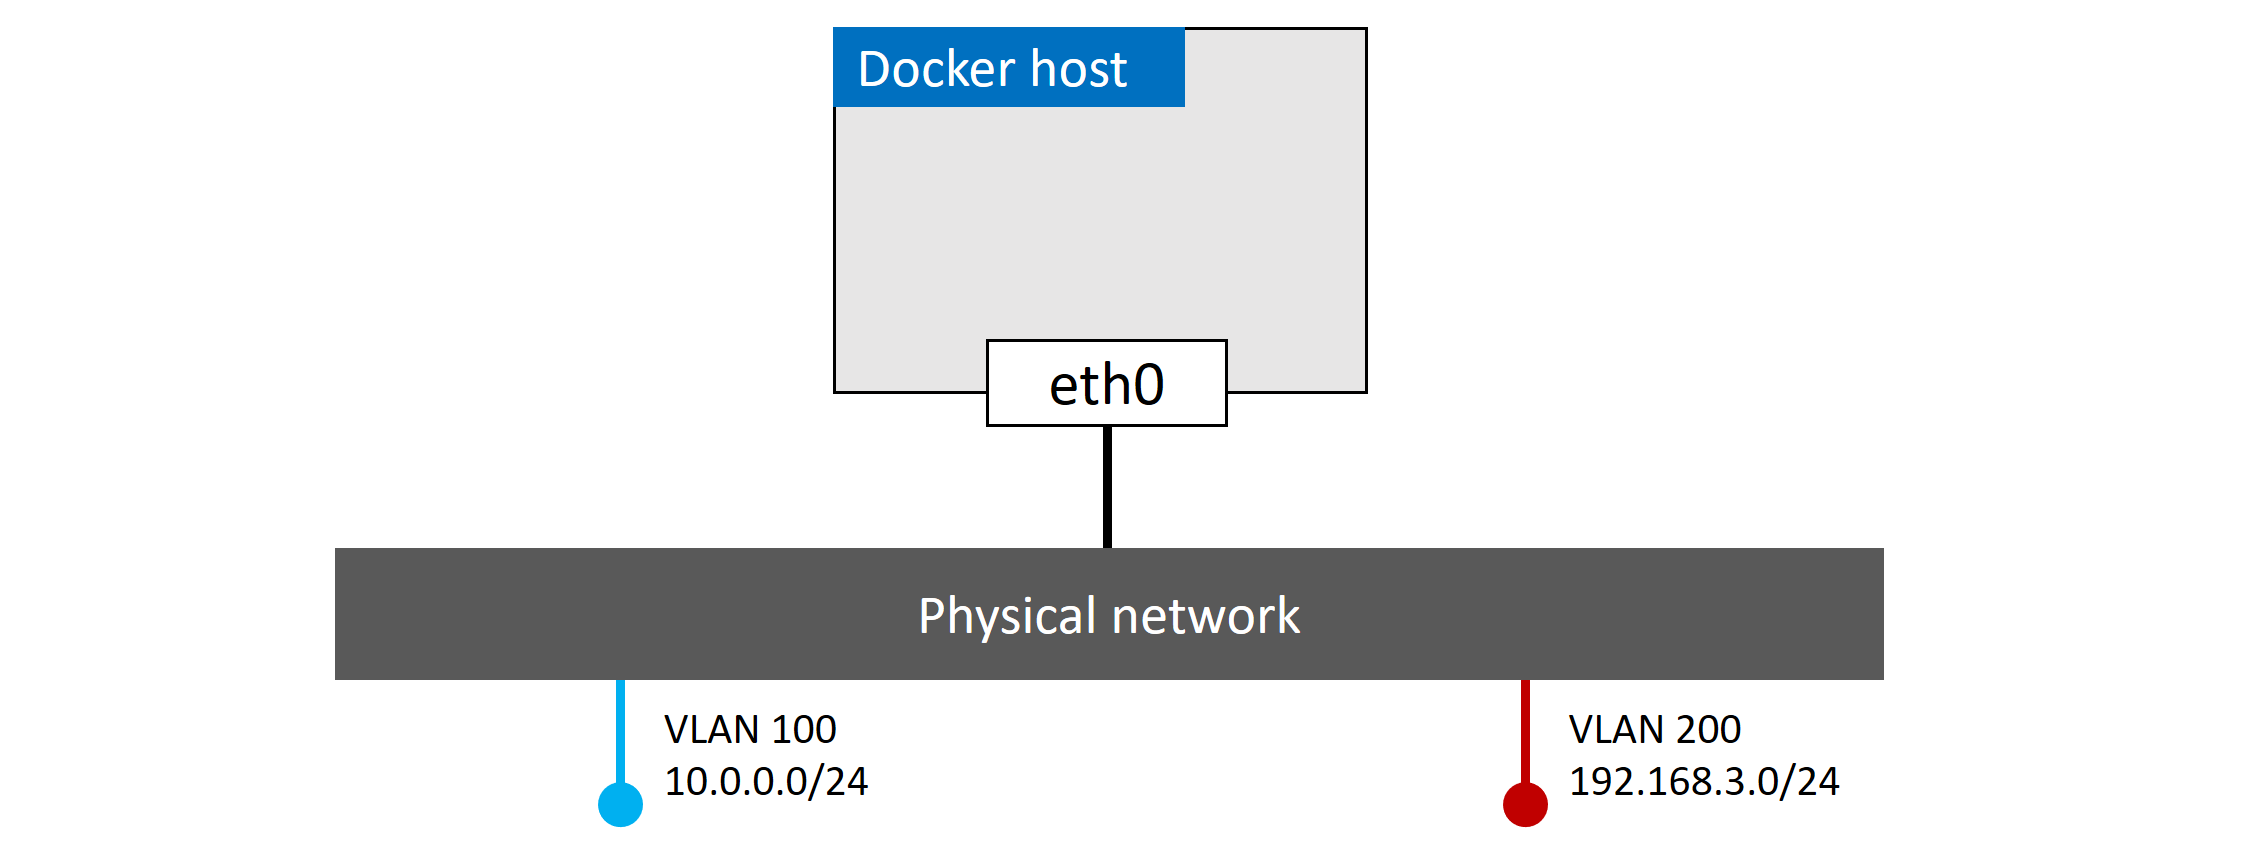 Docker host
eth0
Physical network
VLAN 100
10.0.0.0/24
VLAN 200
192.168.3.0/24